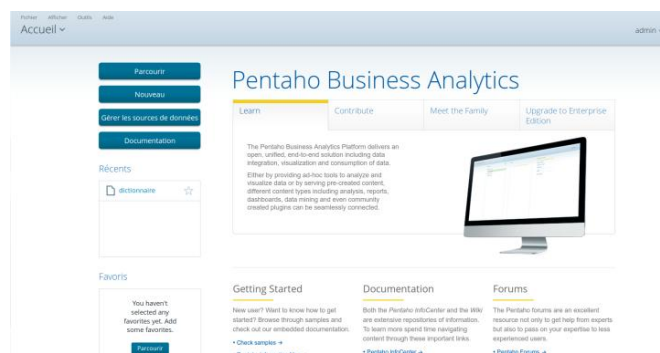 Fichier Afficher Outils Aide
Accueil
admin
Parcourir
Nouveau
Gérer les sources de données
Documentation
Récents
dictionnaire
Favoris
You haven't
selected any
favorites yet. Add
some favorites.
Parcourir
Pentaho Business Analytics
Learn
Contribute
Meet the Family
Upgrade to Enterprise
Edition
The Pentaho Business Analytics Platform delivers an
open, unified, end-to-end solution including data
integration, visualization and consumption of data.
Either by providing ad-hoc tools to analyze and
visualize data or by serving pre-created content,
different content types including analysis, reports,
dashboards, data mining and even community
created plugins can be seamlessly connected.
Getting Started
New user? Want to know how to get
started? Browse through samples and
check out our embedded documentation.
• Check samples →
Documentation
Both the Pentaho InfoCenter and the Wiki
are extensive repositories of information.
To learn more spend time navigating
content through these important links.
• Pentaho InfoCenter →
Forums
The Pentaho forums are an excellent
resource not only to get help from experts
but also to pass on your expertise to less
experienced users.
• Pentaho Forums →